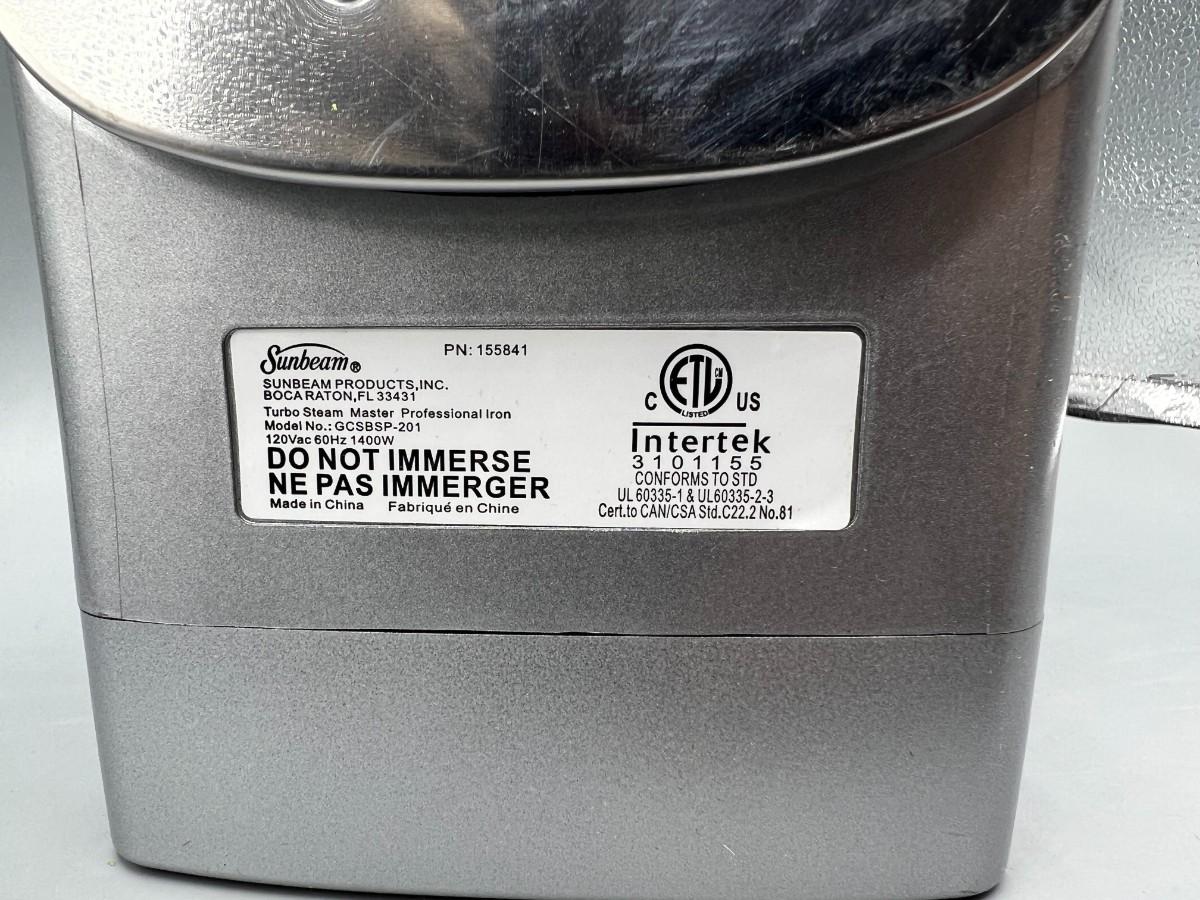 Sunbeam®
PN: 155841
SUNBEAM PRODUCTS,INC.
BOCA RATON,FL 33431
Turbo Steam Master Professional Iron
Model No.: GCSBSP-201
120Vac 60Hz 1400W
DO NOT IMMERSE
NE PAS IMMERGER
Made in China Fabriqué en Chine
ETL CM
LISTED
C US
Intertek
3101155
CONFORMS TO STD
UL 60335-1 & UL60335-2-3
Cert.to CAN/CSA Std.C22.2 No.81